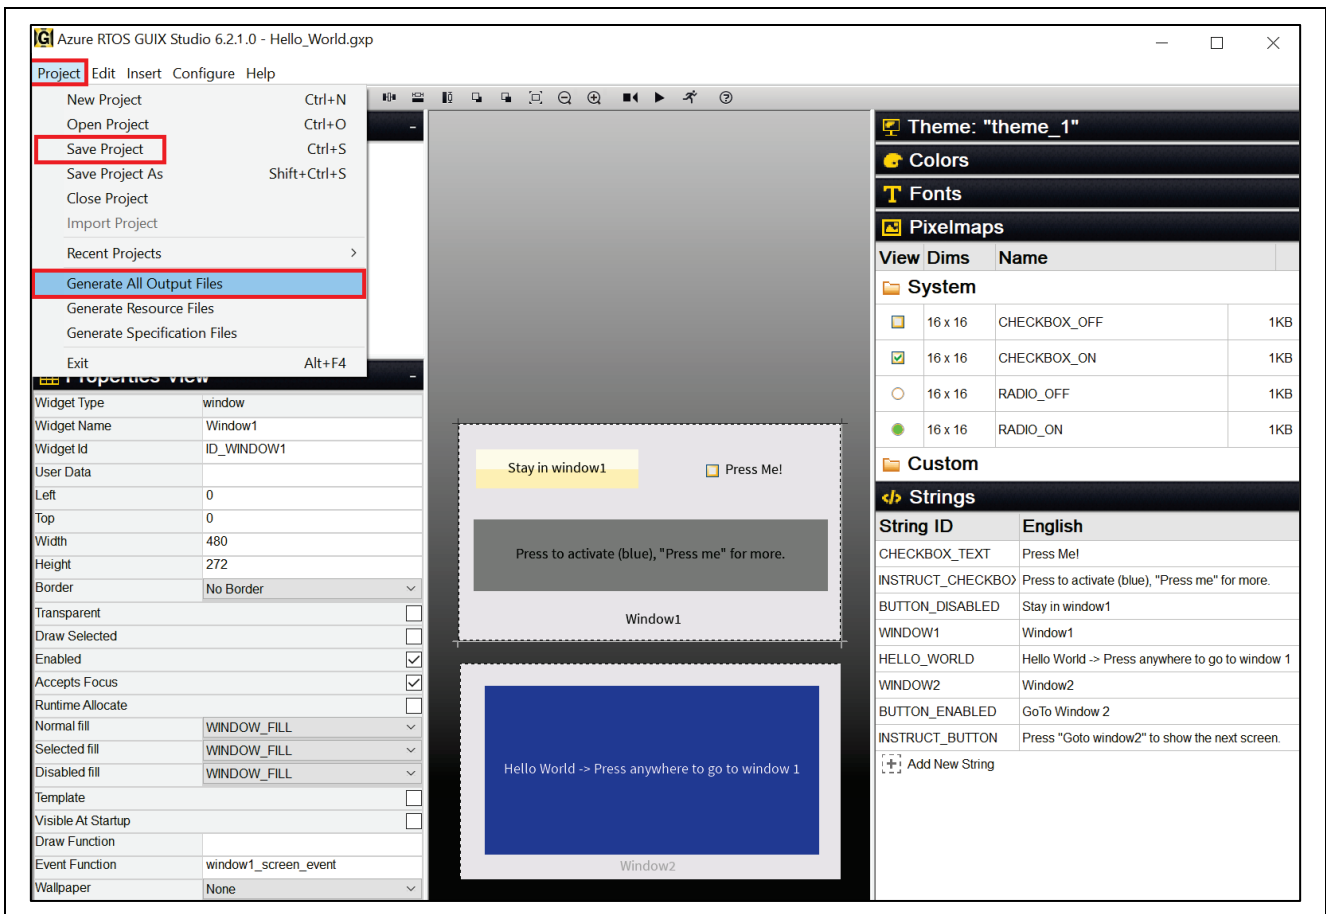 Azure RTOS GUIX Studio 6.2.1.0 - Hello_World.gxp
Project Edit Insert Configure Help
New Project Ctrl+N
Open Project Ctrl+O
Save Project Ctrl+S
Save Project As Shift+Ctrl+S
Close Project
Import Project
Recent Projects
Generate All Output Files
Generate Resource Files
Generate Specification Files
Exit Alt+F4
Properties View
Widget Type window
Widget Name Window1
Widget Id ID_WINDOW1
User Data
Left 0
Top 0
Width 480
Height 272
Border No Border
Transparent
Draw Selected
Enabled
Accepts Focus
Runtime Allocate
Normal fill WINDOW_FILL
Selected fill WINDOW_FILL
Disabled fill WINDOW_FILL
Template
Visible At Startup
Draw Function
Event Function window1_screen_event
Wallpaper None
Stay in window1 Press Me!
Press to activate (blue), "Press me" for more.
Window1
Hello World -> Press anywhere to go to window 1
Window2
Theme: "theme_1"
Colors
Fonts
Pixelmaps
View Dims Name
System
16 x 16 CHECKBOX_OFF 1KB
16 x 16 CHECKBOX_ON 1KB
16 x 16 RADIO_OFF 1KB
16 x 16 RADIO_ON 1KB
Custom
Strings
String ID English
CHECKBOX_TEXT Press Me!
INSTRUCT_CHECKBOX Press to activate (blue), "Press me" for more.
BUTTON_DISABLED Stay in window1
WINDOW1 Window1
HELLO_WORLD Hello World -> Press anywhere to go to window 1
WINDOW2 Window2
BUTTON_ENABLED GoTo Window 2
INSTRUCT_BUTTON Press "Goto window2" to show the next screen.
Add New String